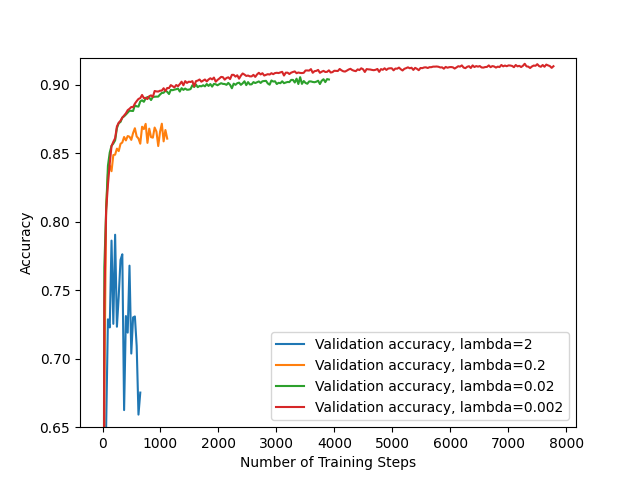 0.90
0.85
0.80
0.75
0.70
0.65
Accuracy
Validation accuracy, lambda=2
Validation accuracy, lambda=0.2
Validation accuracy, lambda=0.02
Validation accuracy, lambda=0.002
0 1000 2000 3000 4000 5000 6000 7000 8000
Number of Training Steps